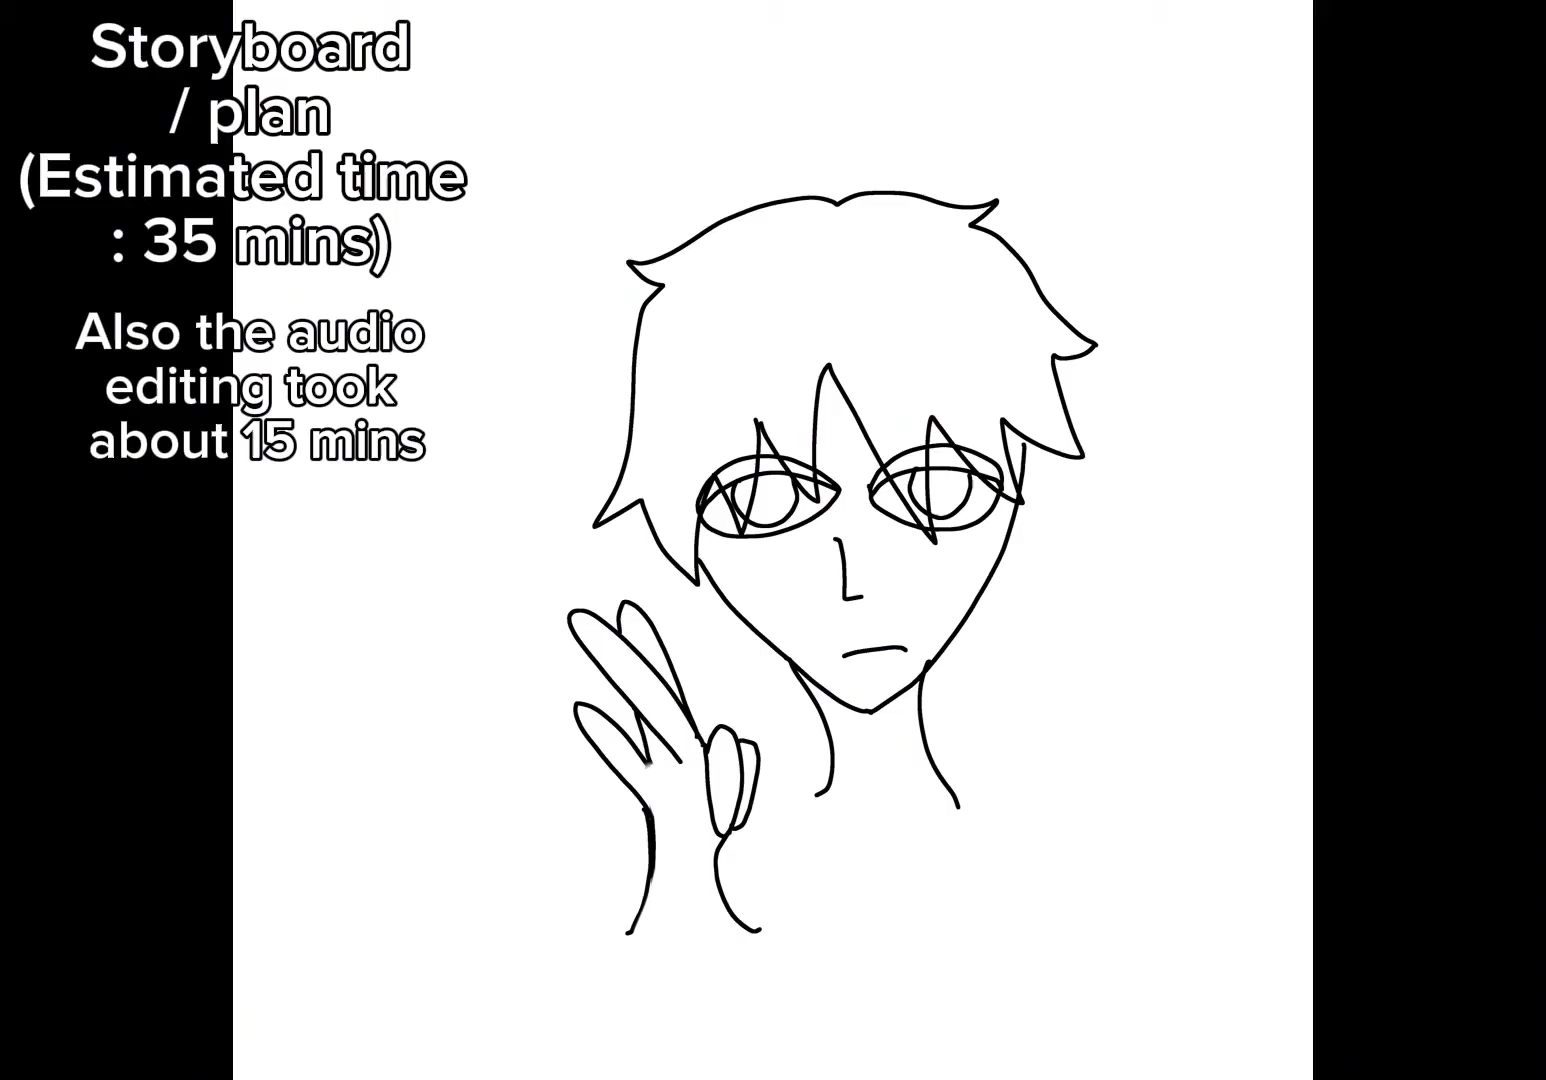 Storyboard
/ plan
(Estimated time
: 35 mins)
Also the audio
editing took
about 15 mins